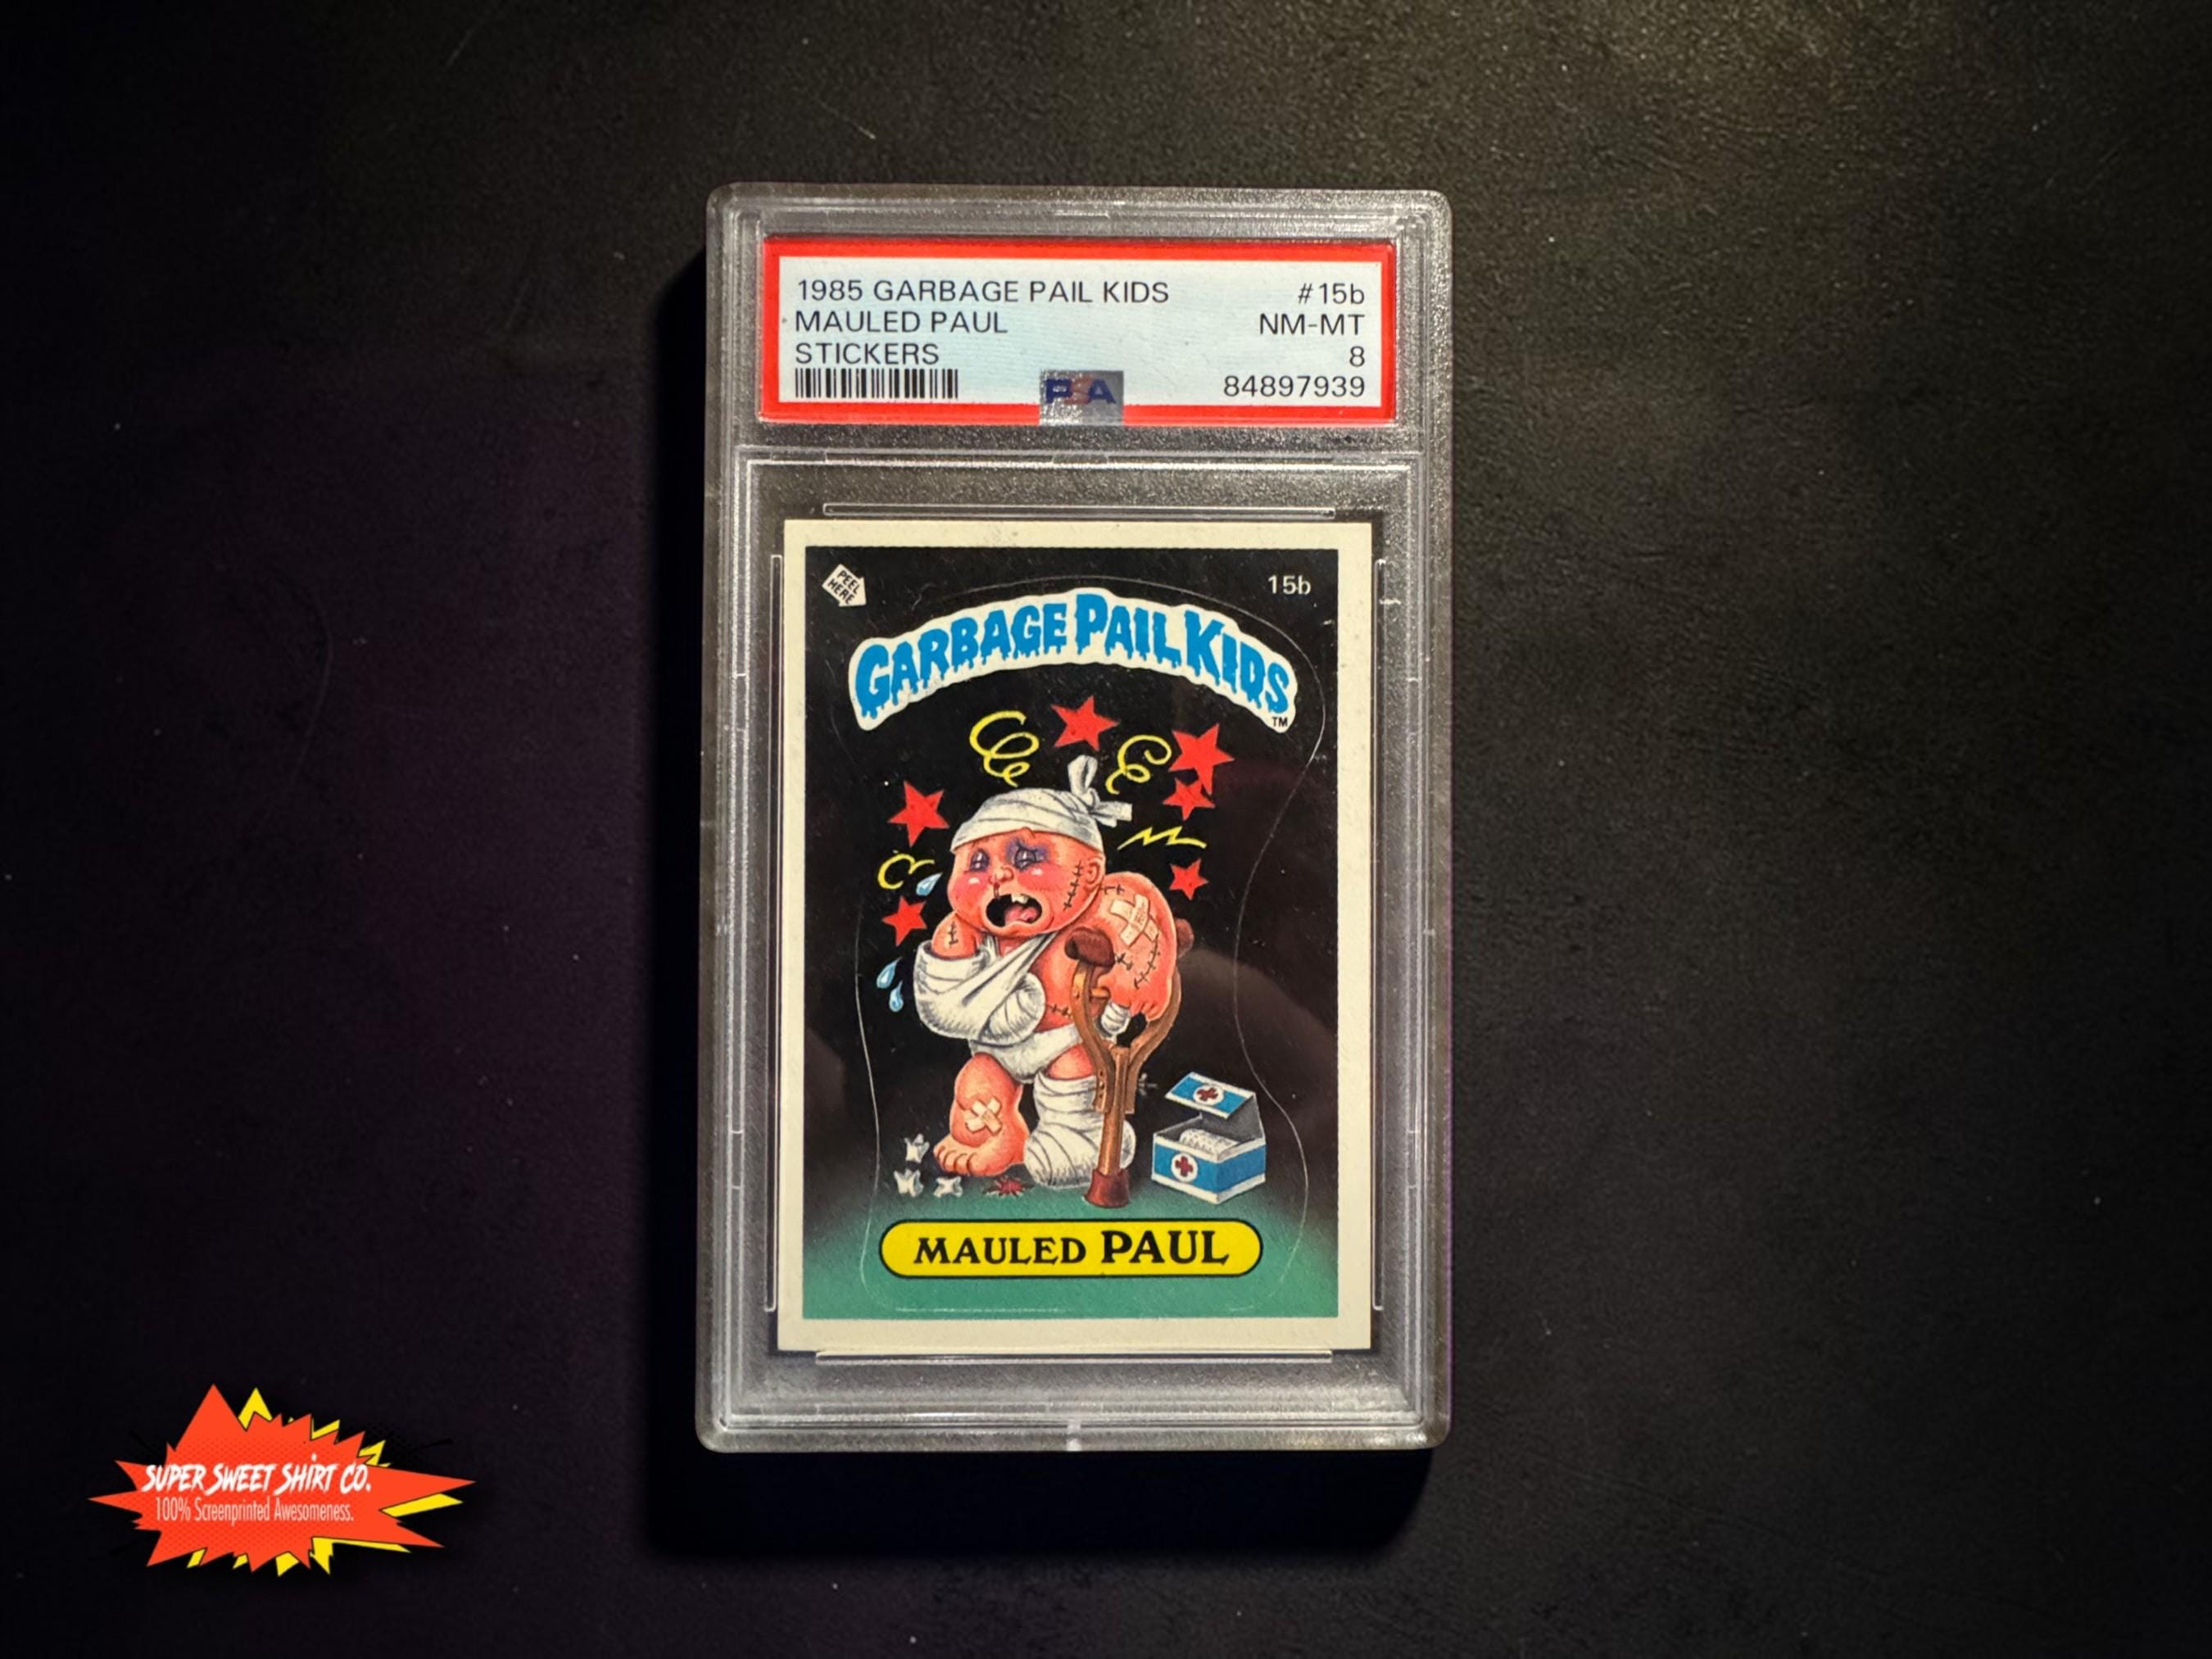 1985 GARBAGE PAIL KIDS #15b
MAULED PAUL NM-MT
STICKERS 8
PSA 84897939
PEEL
HERE
15b
GARBAGE PAIL KIDS
TM
MAULED PAUL
SUPER SWEET SHIRT CO.
100% Screenprinted Awesomeness.